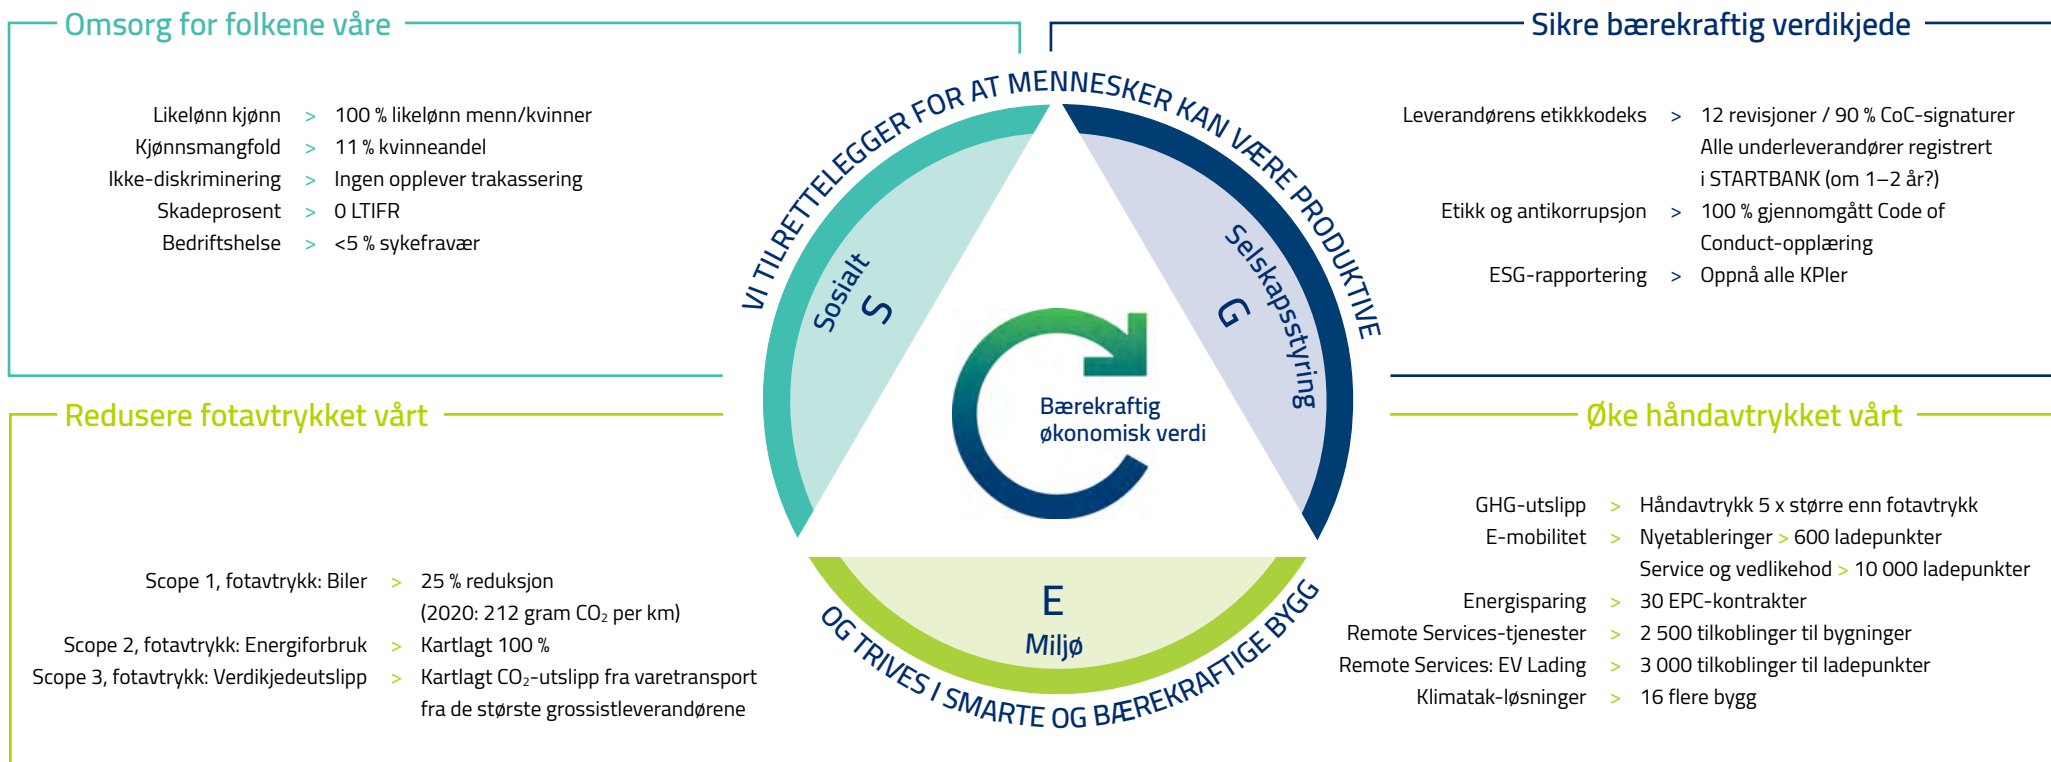 Omsorg for folkene våre
Likelønn kjønn > 100 % likelønn menn/kvinner
Kjønnsmangfold > 11 % kvinneandel
Ikke-diskriminering > Ingen opplever trakassering
Skadeprosent > 0 LTIFR
Bedriftshelse > <5 % sykefravær
Sikre bærekraftig verdikjede
Leverandørens etikkkodeks > 12 revisjoner / 90 % CoC-signaturer
Alle underleverandører registrert
i STARTBANK (om 1–2 år?)
Etikk og antikorrupsjon > 100 % gjennomgått Code of
Conduct-opplæring
ESG-rapportering > Oppnå alle KPIer
VI TILRETTELEGGER FOR AT MENNESKER KAN VÆRE PRODUKTIVE
Sosialt
S
Selskapsstyring
G
Bærekraftig
økonomisk verdi
E
Miljø
OG TRIVES I SMARTE OG BÆREKRAFTIGE BYGG
Redusere fotavtrykket vårt
Scope 1, fotavtrykk: Biler > 25 % reduksjon
(2020: 212 gram CO₂ per km)
Scope 2, fotavtrykk: Energiforbruk > Kartlagt 100 %
Scope 3, fotavtrykk: Verdikjedeutslipp > Kartlagt CO₂-utslipp fra varetransport
fra de største grossistleverandørene
Øke håndavtrykket vårt
GHG-utslipp > Håndavtrykk 5 x større enn fotavtrykk
E-mobilitet > Nyetableringer > 600 ladepunkter
Service og vedlikehod > 10 000 ladepunkter
Energisparing > 30 EPC-kontrakter
Remote Services-tjenester > 2 500 tilkoblinger til bygninger
Remote Services: EV Lading > 3 000 tilkoblinger til ladepunkter
Klimatak-løsninger > 16 flere bygg